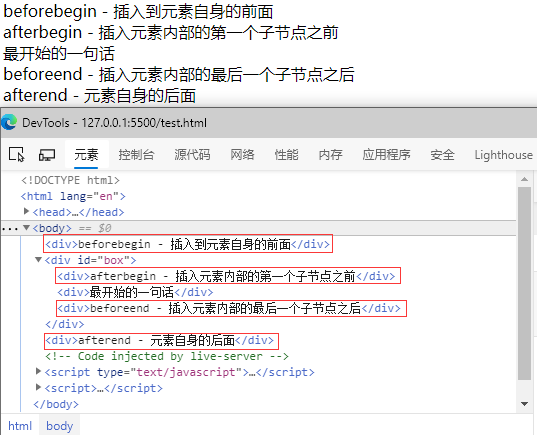 beforebegin - 插入到元素自身的前面
afterbegin - 插入元素内部的第一个子节点之前
最开始的一句话
beforeend - 插入元素内部的最后一个子节点之后
afterend - 元素自身的后面
DevTools - 127.0.0.1:5500/test.html
元素 控制台 源代码 网络 性能 内存 应用程序 安全 Lighthouse
<!DOCTYPE html>
<html lang="en">
<head>…</head>
… <body> == $0
<div>beforebegin - 插入到元素自身的前面</div>
<div id="box">
<div>afterbegin - 插入元素内部的第一个子节点之前</div>
<div>最开始的一句话</div>
<div>beforeend - 插入元素内部的最后一个子节点之后</div>
</div>
<div>afterend - 元素自身的后面</div>
<!-- Code injected by live-server -->
<script type="text/javascript">…</script>
<script>…</script>
</body>
html body